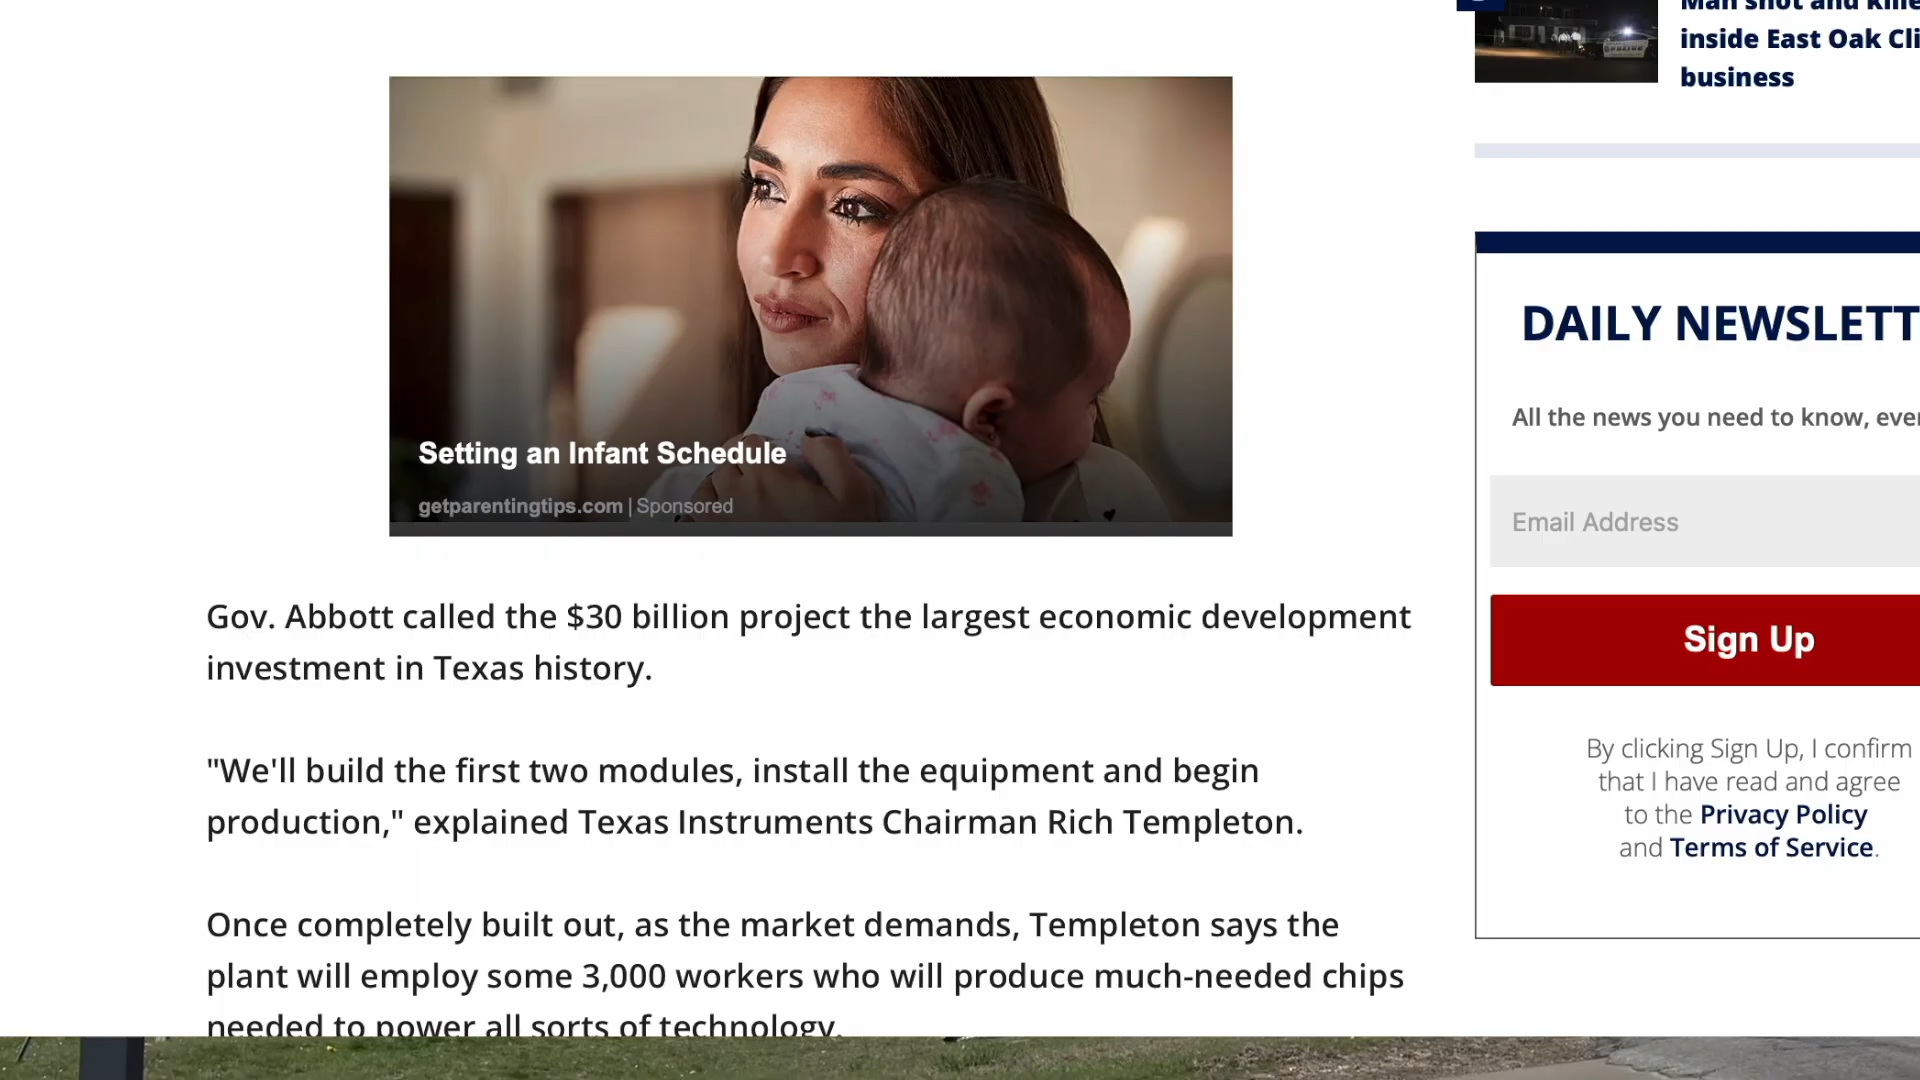 Man shot and kille
inside East Oak Cli
business
Setting an Infant Schedule
getparentingtips.com | Sponsored
Gov. Abbott called the $30 billion project the largest economic development
investment in Texas history.
"We'll build the first two modules, install the equipment and begin
production," explained Texas Instruments Chairman Rich Templeton.
Once completely built out, as the market demands, Templeton says the
plant will employ some 3,000 workers who will produce much-needed chips
needed to power all sorts of technology.
DAILY NEWSLETT
All the news you need to know, ever
Email Address
Sign Up
By clicking Sign Up, I confirm
that I have read and agree
to the Privacy Policy
and Terms of Service.